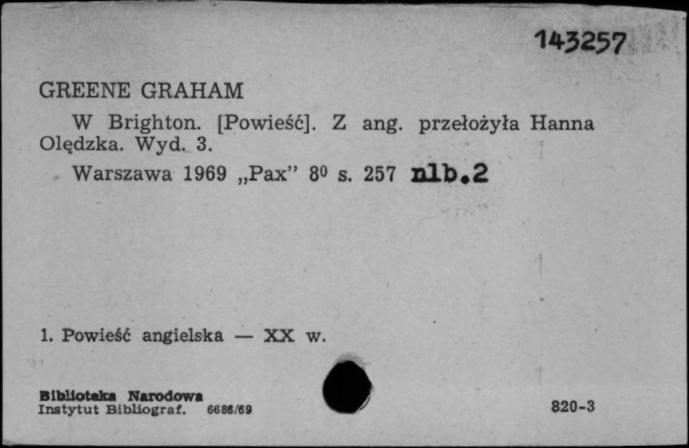 143257
GREENE GRAHAM
W Brighton. [Powieść]. Z ang. przełożyła Hanna
Olędzka. Wyd. 3.
Warszawa 1969 „Pax” 8⁰ s. 257 nlb.2
1. Powieść angielska — XX w.
Biblioteka Narodowa
Instytut Bibliograf. 6686/69
820-3